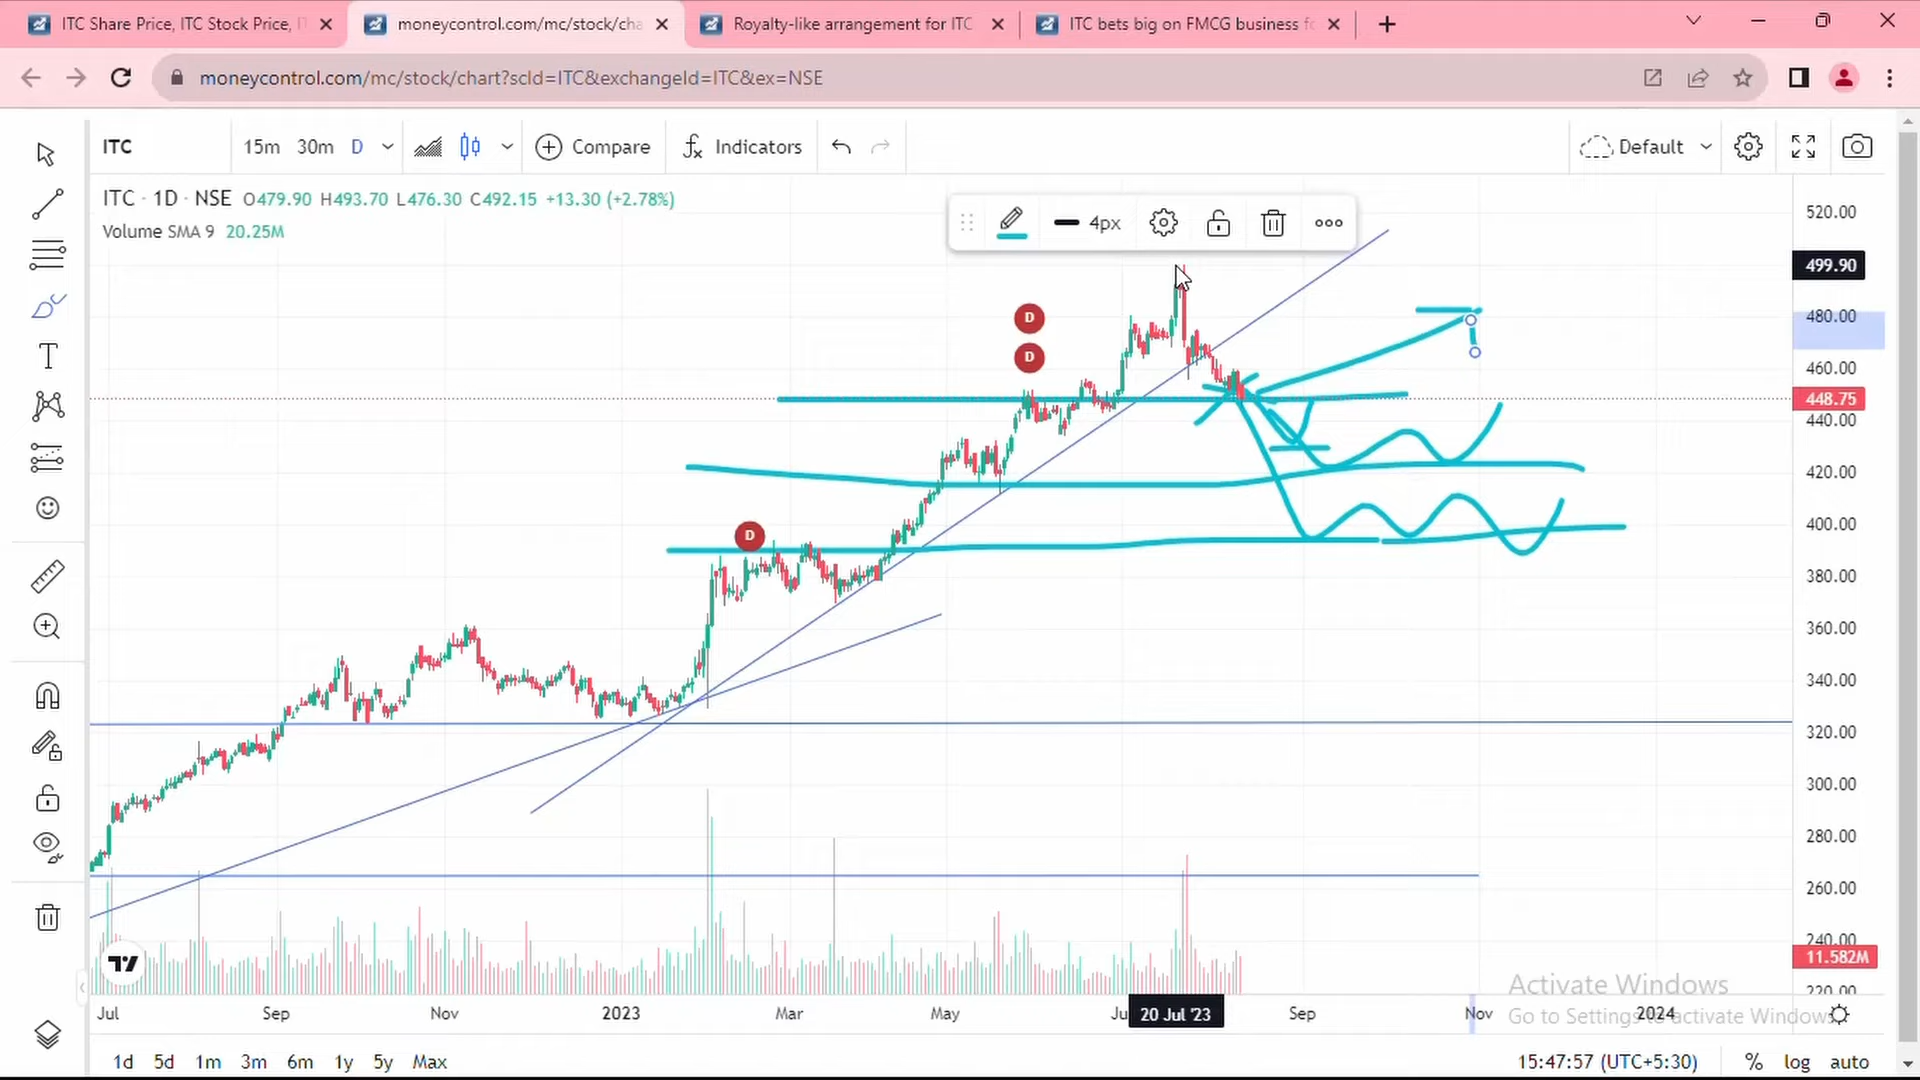 ITC Share Price, ITC Stock Price, I
moneycontrol.com/mc/stock/cha
Royalty-like arrangement for ITC
ITC bets big on FMCG business fo
moneycontrol.com/mc/stock/chart?scId=ITC&exchangeId=ITC&ex=NSE
ITC 15m 30m D Compare Indicators Default
ITC · 1D · NSE O479.90 H493.70 L476.30 C492.15 +13.30 (+2.78%)
Volume SMA 9 20.25M
4px
D
D
D
520.00
499.90
480.00
460.00
448.75
440.00
420.00
400.00
380.00
360.00
340.00
320.00
300.00
280.00
260.00
240.00
11.582M
220.00
Activate Windows
Go to Settings to activate Windows.
Jul Sep Nov 2023 Mar May Ju 20 Jul '23 Sep Nov 2024
1d 5d 1m 3m 6m 1y 5y Max 15:47:57 (UTC+5:30) % log auto